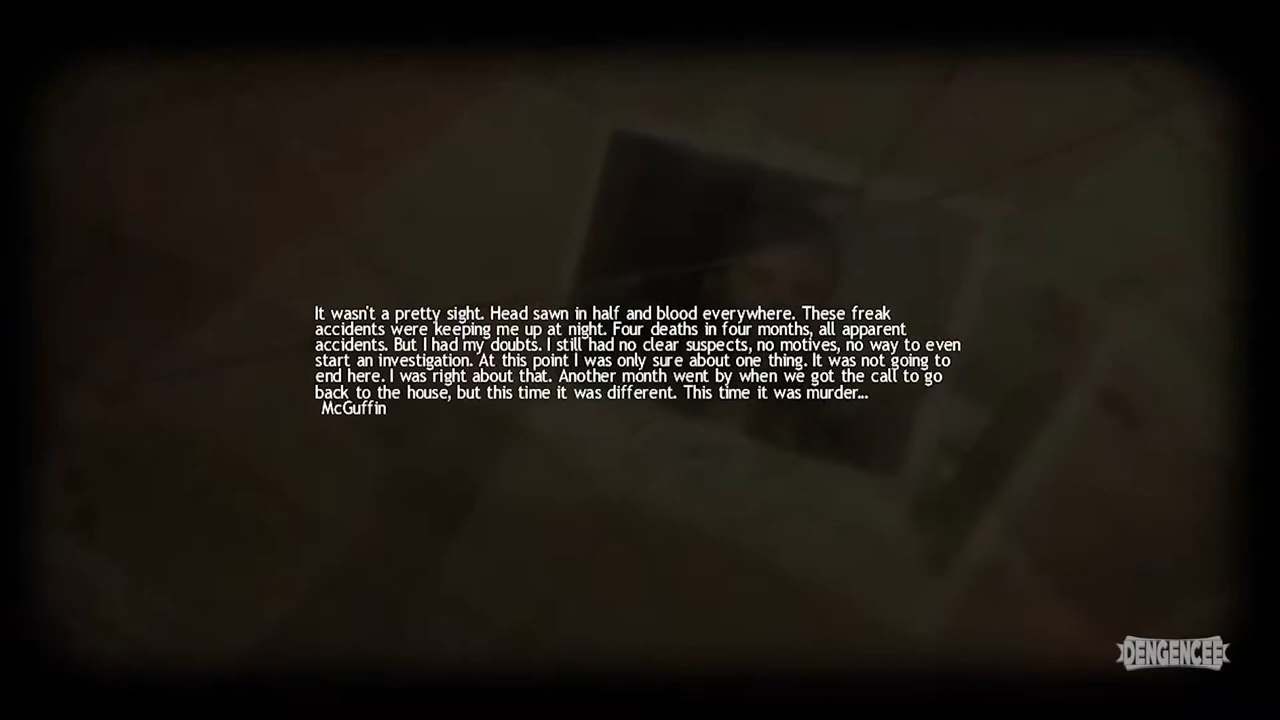 It wasn't a pretty sight. Head sawn in half and blood everywhere. These freak
accidents were keeping me up at night. Four deaths in four months, all apparent
accidents. But I had my doubts. I still had no clear suspects, no motives, no way to even
start an investigation. At this point I was only sure about one thing. It was not going to
end here. I was right about that. Another month went by when we got the call to go
back to the house, but this time it was different. This time it was murder...
McGuffin
DENGENCEE